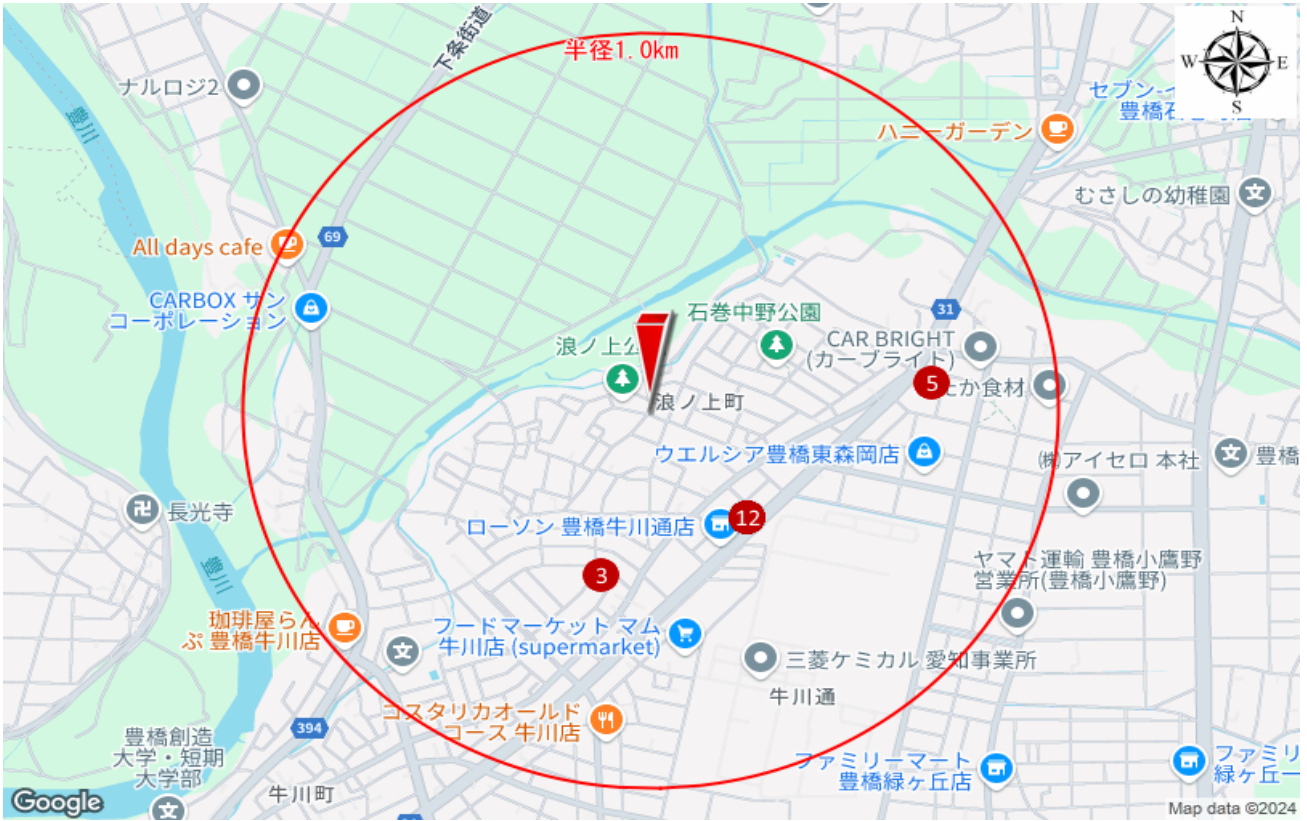 下条街道
半径1.0km
N
W
E
S
ナルロジ2
豊川
セブン-イ
豊橋石
ハニーガーデン
むさしの幼稚園
69
All days cafe
CARBOX サン
コーポレーション
31
石巻中野公園
CAR BRIGHT
(カーブライト)
浪ノ上公
5
か食材
浪ノ上町
ウエルシア豊橋東森岡店
(株)アイセロ 本社
豊橋
長光寺
ローソン 豊橋牛川通店
12
豊川
3
ヤマト運輸 豊橋小鷹野
営業所(豊橋小鷹野)
珈琲屋らん
ぷ 豊橋牛川店
フードマーケット マム
牛川店 (supermarket)
三菱ケミカル 愛知事業所
牛川通
コスタリカオールド
コース 牛川店
394
豊橋創造
大学・短期
大学部
ファミリーマート
豊橋緑ヶ丘店
ファミリ
緑ヶ丘一
牛川町
Google
Map data ©2024